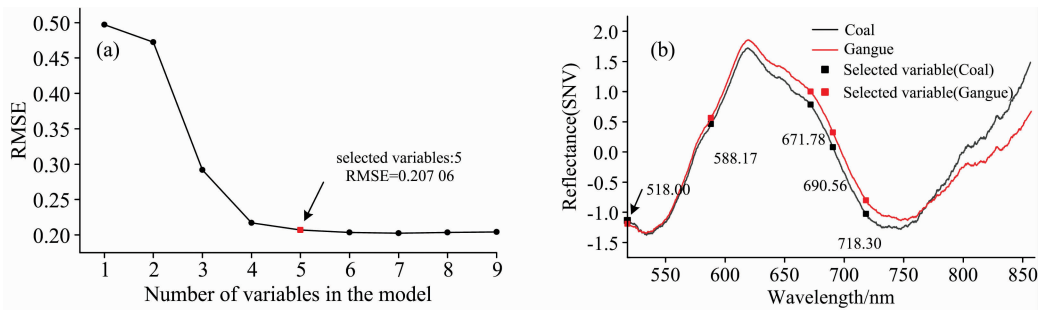 (a)
RMSE
0.50
0.45
0.40
0.35
0.30
0.25
0.20
selected variables:5
RMSE=0.207 06
1 2 3 4 5 6 7 8 9
Number of variables in the model
(b)
Reflectance(SNV)
2.0
1.5
1.0
0.5
0.0
-0.5
-1.0
-1.5
Coal
Gangue
Selected variable(Coal)
Selected variable(Gangue)
518.00
588.17
671.78
690.56
718.30
550 600 650 700 750 800 850
Wavelength/nm